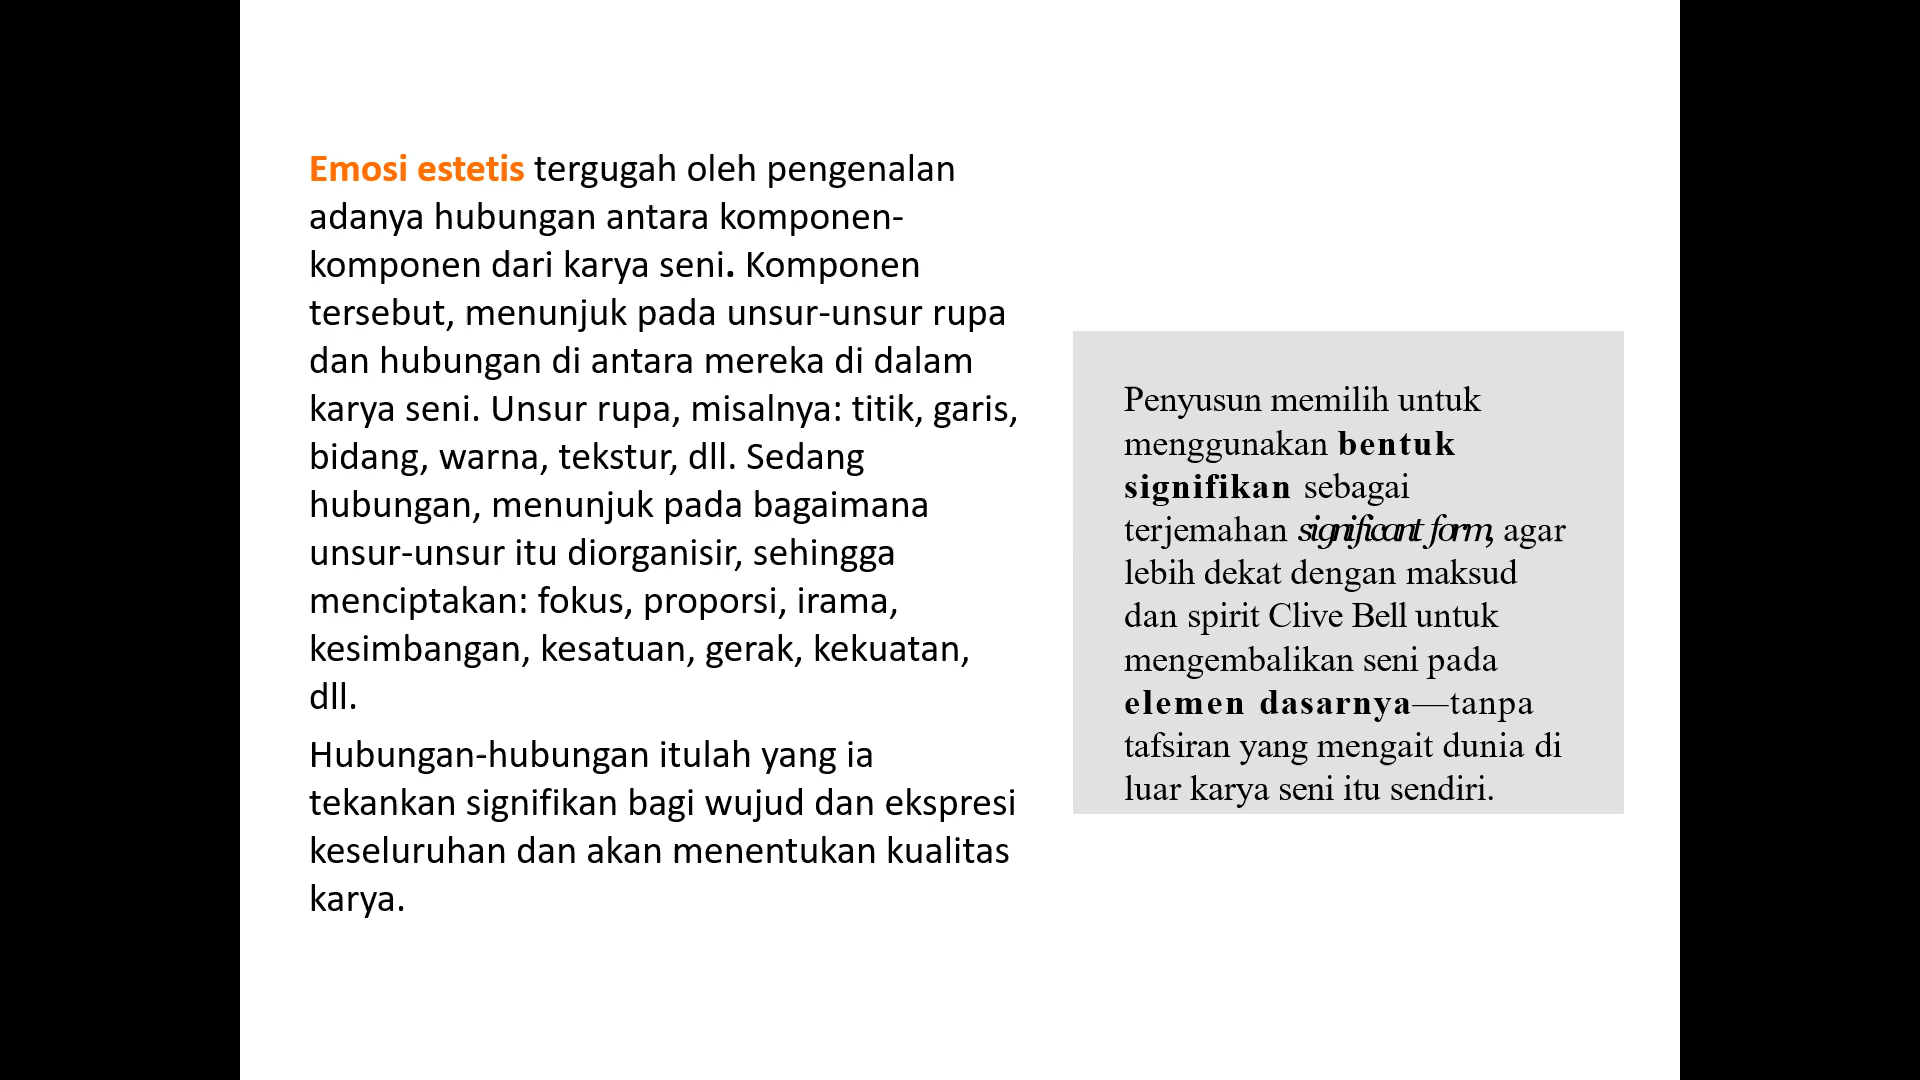 Emosi estetis tergugah oleh pengenalan
adanya hubungan antara komponen-
komponen dari karya seni. Komponen
tersebut, menunjuk pada unsur-unsur rupa
dan hubungan di antara mereka di dalam
karya seni. Unsur rupa, misalnya: titik, garis,
bidang, warna, tekstur, dll. Sedang
hubungan, menunjuk pada bagaimana
unsur-unsur itu diorganisir, sehingga
menciptakan: fokus, proporsi, irama,
kesimbangan, kesatuan, gerak, kekuatan,
dll.
Hubungan-hubungan itulah yang ia
tekankan signifikan bagi wujud dan ekspresi
keseluruhan dan akan menentukan kualitas
karya.
Penyusun memilih untuk
menggunakan bentuk
signifikan sebagai
terjemahan significant form, agar
lebih dekat dengan maksud
dan spirit Clive Bell untuk
mengembalikan seni pada
elemen dasarnya—tanpa
tafsiran yang mengait dunia di
luar karya seni itu sendiri.